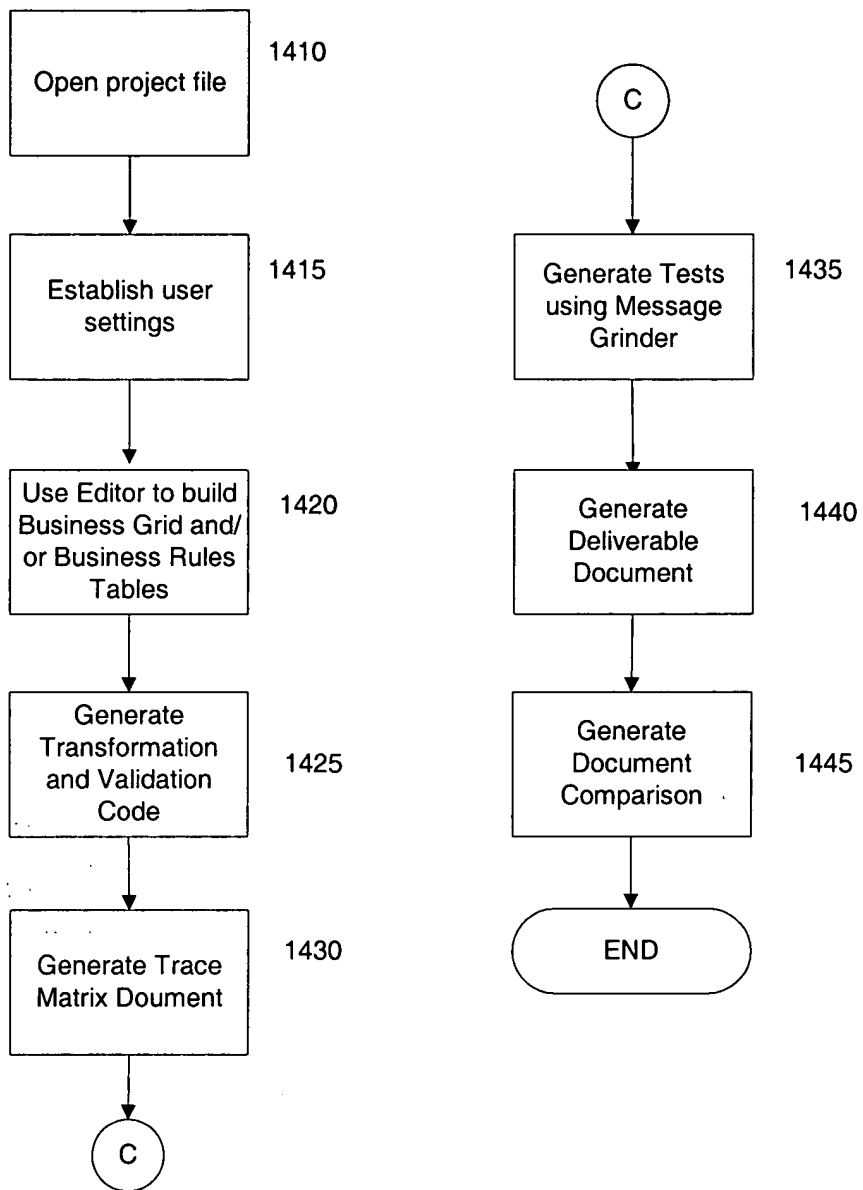 Open project file
1410
Establish user
settings
1415
Use Editor to build
Business Grid and/
or Business Rules
Tables
1420
Generate
Transformation
and Validation
Code
1425
Generate Trace
Matrix Doument
1430
C
C
Generate Tests
using Message
Grinder
1435
Generate
Deliverable
Document
1440
Generate
Document
Comparison
1445
END